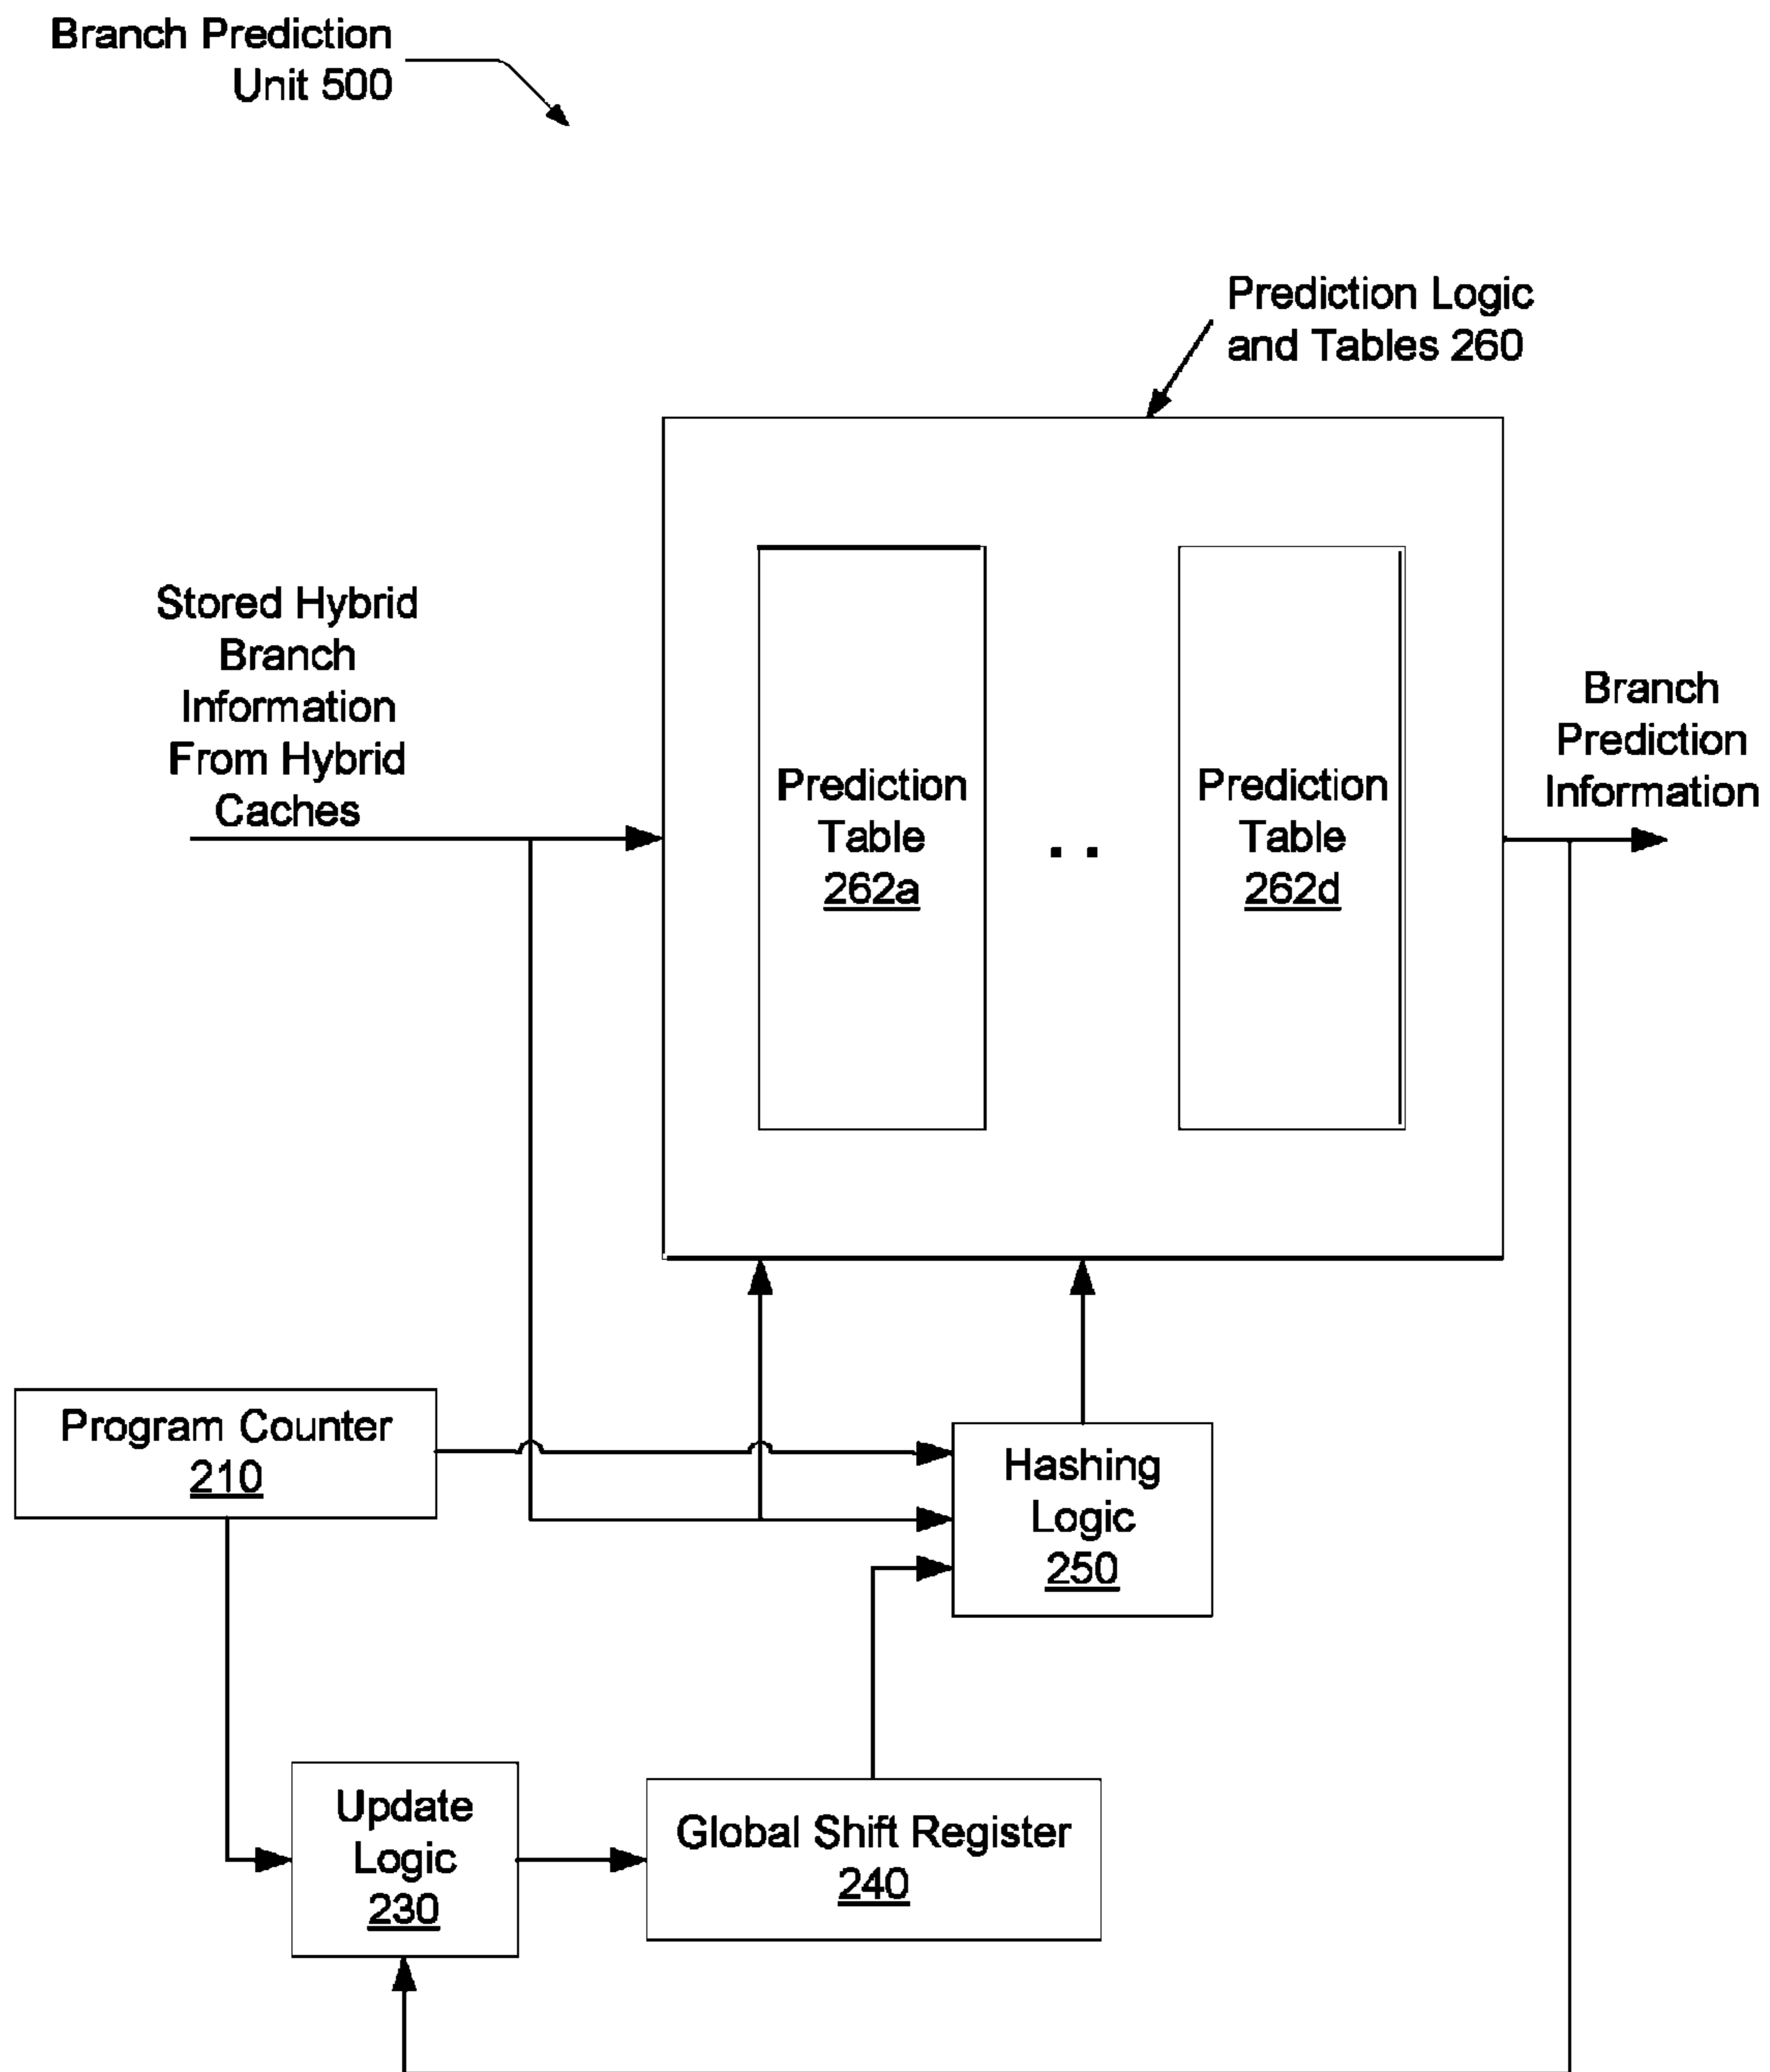 Branch Prediction
Unit 500
Prediction Logic
and Tables 260
Stored Hybrid
Branch
Information
From Hybrid
Caches
Prediction
Table
262a
. .
Prediction
Table
262d
Branch
Prediction
Information
Program Counter
210
Hashing
Logic
250
Update
Logic
230
Global Shift Register
240